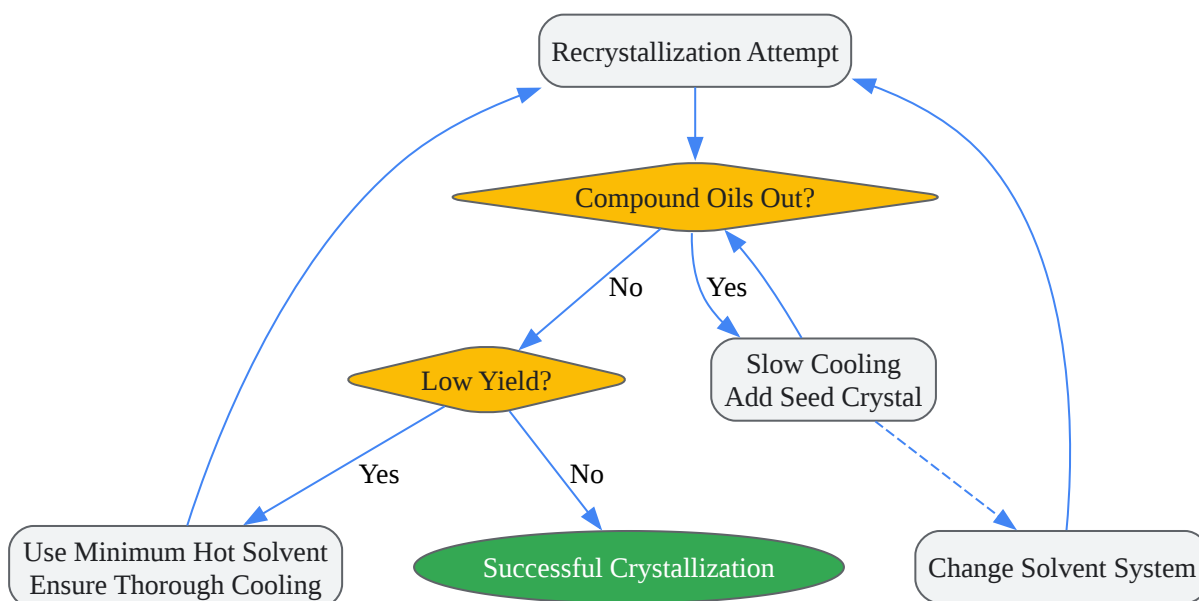 Recrystallization Attempt
Compound Oils Out?
No
Yes
Low Yield?
Slow Cooling
Add Seed Crystal
Yes
No
Use Minimum Hot Solvent
Ensure Thorough Cooling
Successful Crystallization
Change Solvent System